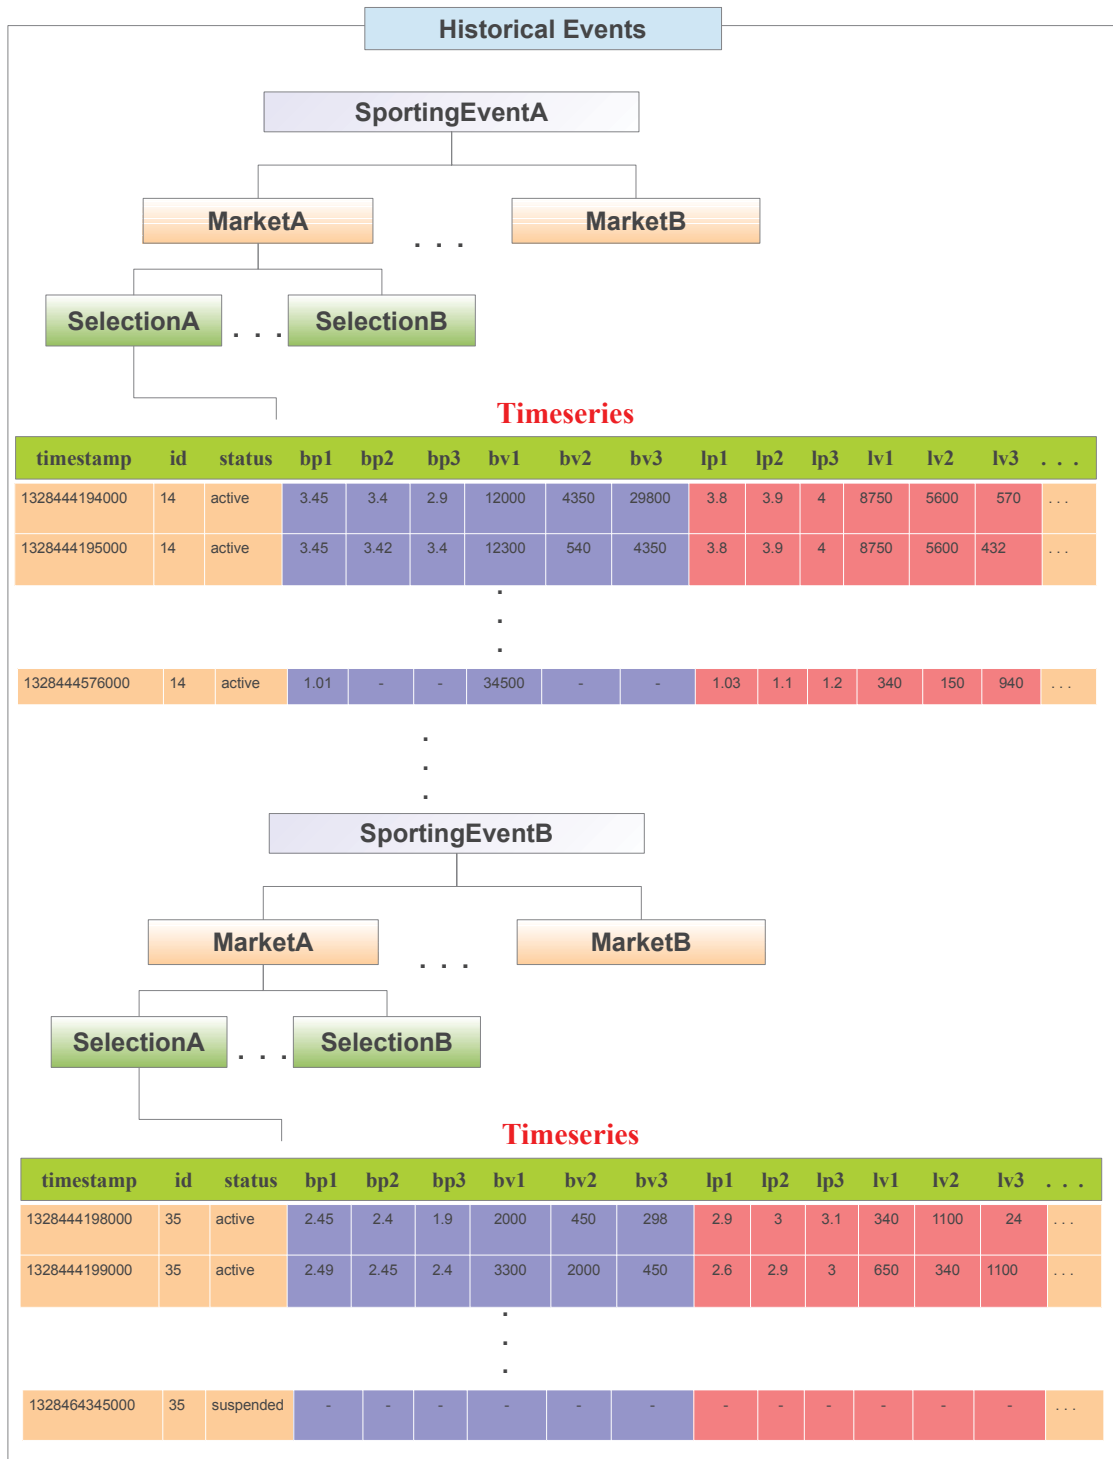 Historical Events
SportingEventA
MarketA . . . MarketB
SelectionA . . . SelectionB
Timeseries
timestamp id status bp1 bp2 bp3 bv1 bv2 bv3 lp1 lp2 lp3 lv1 lv2 lv3 . . .
1328444194000 14 active 3.45 3.4 2.9 12000 4350 29800 3.8 3.9 4 8750 5600 570 . . .
1328444195000 14 active 3.45 3.42 3.4 12300 540 4350 3.8 3.9 4 8750 5600 432 . . .
.
.
.
1328444576000 14 active 1.01 - - 34500 - - 1.03 1.1 1.2 340 150 940 . . .
.
.
.
SportingEventB
MarketA . . . MarketB
SelectionA . . . SelectionB
Timeseries
timestamp id status bp1 bp2 bp3 bv1 bv2 bv3 lp1 lp2 lp3 lv1 lv2 lv3 . . .
1328444198000 35 active 2.45 2.4 1.9 2000 450 298 2.9 3 3.1 340 1100 24 . . .
1328444199000 35 active 2.49 2.45 2.4 3300 2000 450 2.6 2.9 3 650 340 1100 . . .
.
.
.
1328464345000 35 suspended - - - - - - - - - - - - . . .